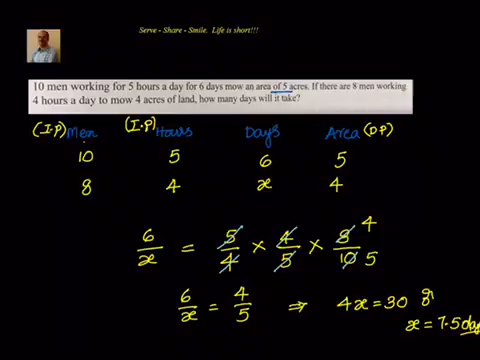 Serve - Share - Smile. Life is short!!!
10 men working for 5 hours a day for 6 days mow an area of 5 acres. If there are 8 men working
4 hours a day to mow 4 acres of land, how many days will it take?
(I.P) Men (I.P) Hours Days Area (D.P)
10 5 6 5
8 4 x 4
6/x = 5/4 × 4/5 × 8/10 4 5
6/x = 4/5 ⇒ 4x = 30 or
x = 7.5 days